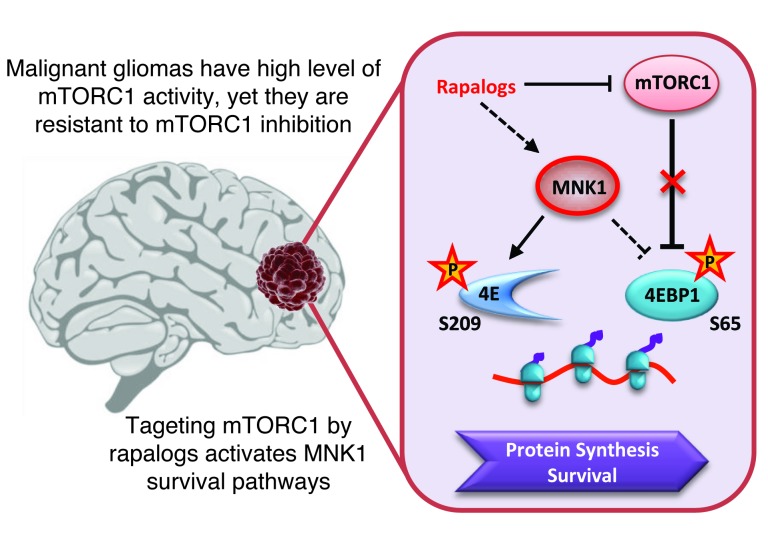 Malignant gliomas have high level of
mTORC1 activity, yet they are
resistant to mTORC1 inhibition
Tageting mTORC1 by
rapalogs activates MNK1
survival pathways
Rapalogs
mTORC1
MNK1
P
4E
S209
P
4EBP1
S65
Protein Synthesis
Survival